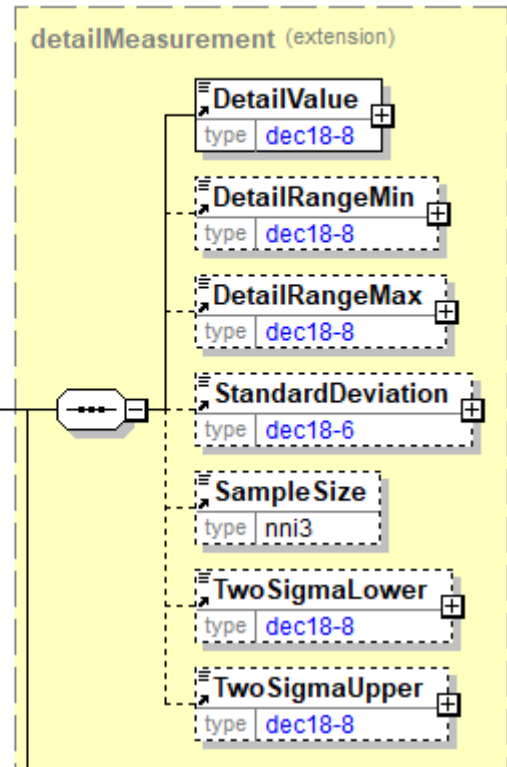 detailMeasurement (extension)
DetailValue
type dec18-8
DetailRangeMin
type dec18-8
DetailRangeMax
type dec18-8
StandardDeviation
type dec18-6
SampleSize
type nni3
TwoSigmaLower
type dec18-8
TwoSigmaUpper
type dec18-8